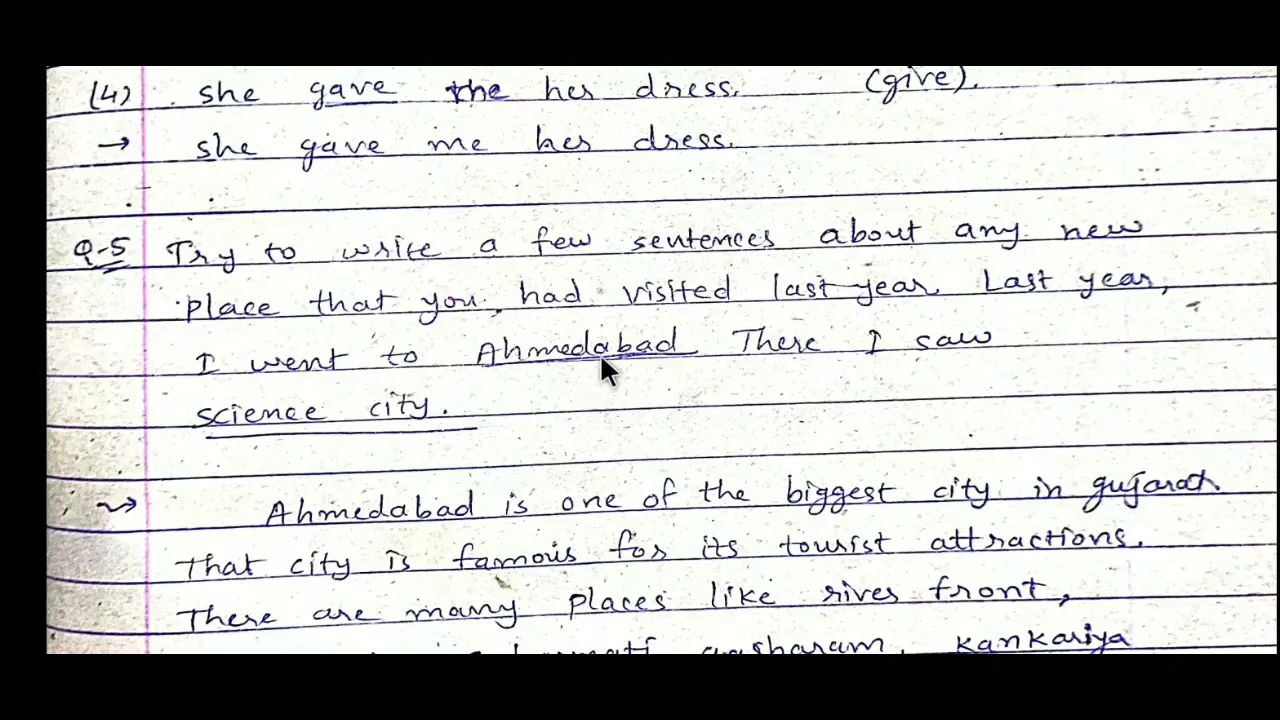 (4) she gave the her dress. (give).
→ she gave me her dress.
Q-5 Try to write a few sentences about any new
place that you had visited last year. Last year,
I went to Ahmedabad. There I saw
science city.
Ahmedabad is one of the biggest city in gujarat.
That city is famous for its tourist attractions.
There are many places like river front,
aasharam, kankariya